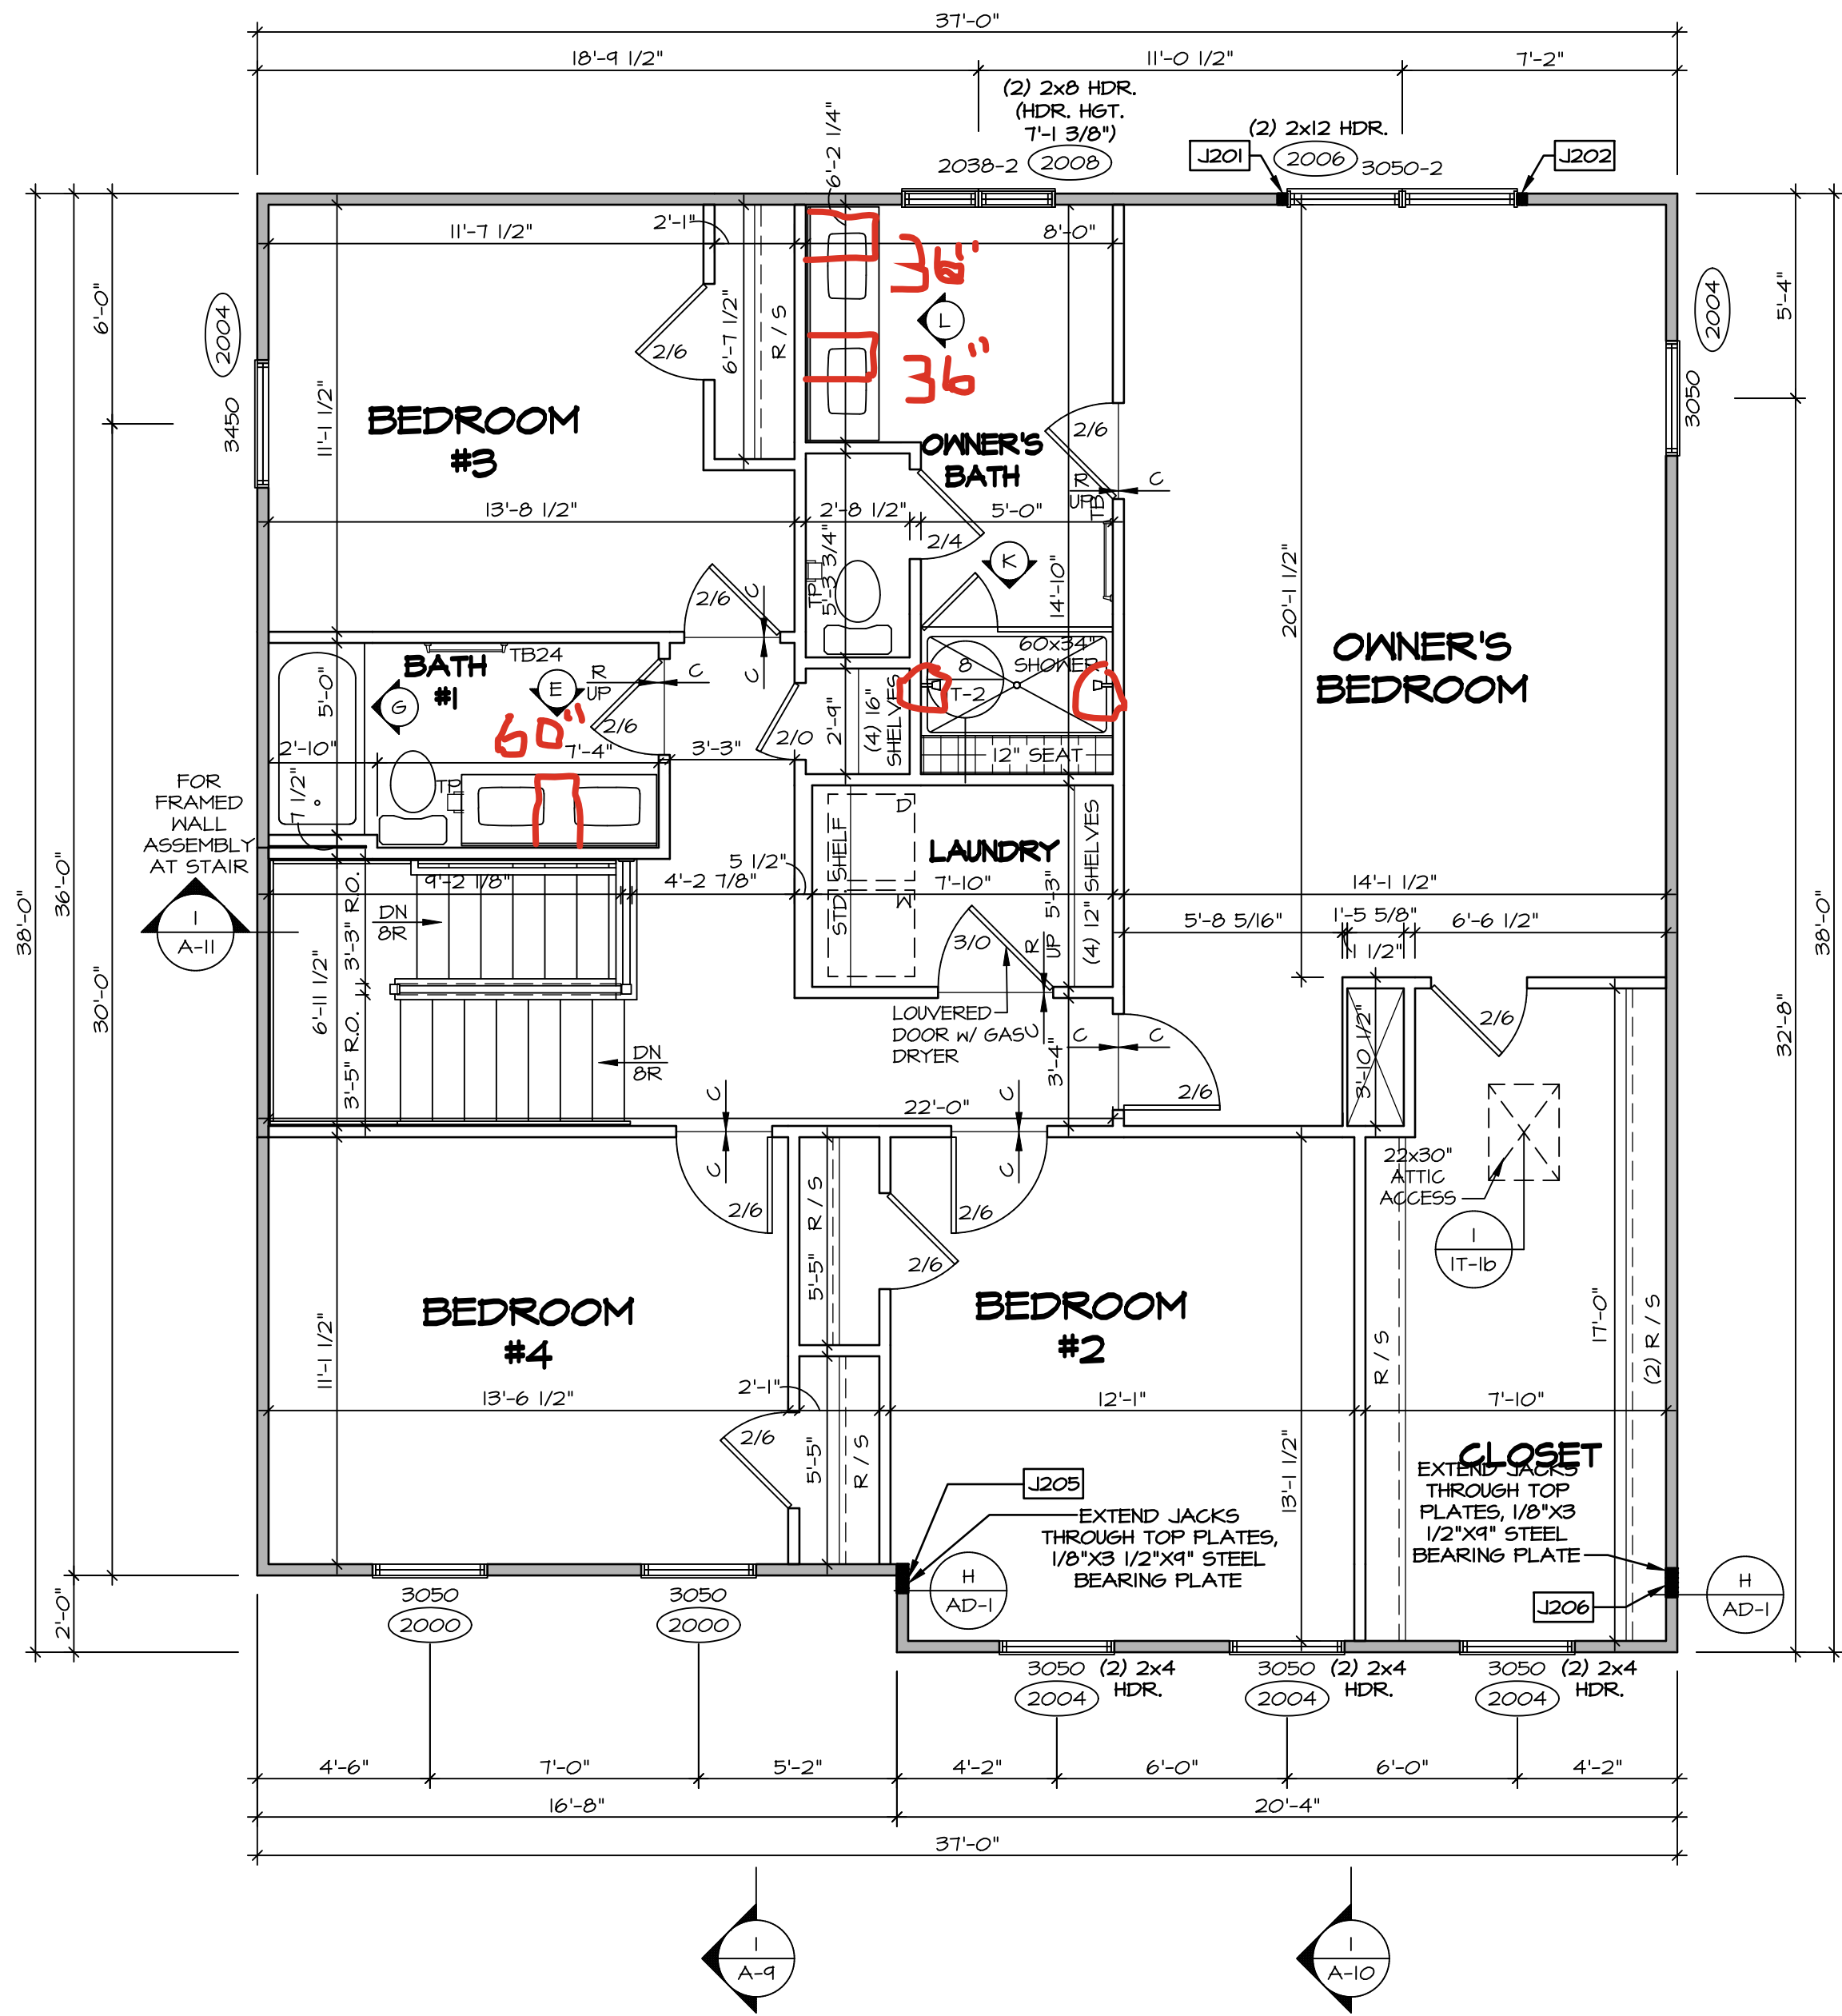 37'-0"
18'-9 1/2"
11'-0 1/2"
7'-2"
(2) 2x8 HDR.
(HDR. HGT.
7'-1 3/8")
6'-2 1/4"
2038-2
2008
(2) 2x12 HDR.
J201
2006
3050-2
J202
11'-7 1/2"
2'-1"
8'-0"
36"
36"
6'-0"
2004
3450
11'-1 1/2"
2/6
6'-7 1/2"
R / S
L
5'-4"
2004
3050
BEDROOM
#3
OWNER'S
BATH
2/6
R
UP
C
TB
13'-8 1/2"
2'-8 1/2"
5'-0"
2/4
K
5'-3 3/4"
TP
14'-10"
20'-1 1/2"
2/6
C
C
OWNER'S
BEDROOM
BATH
#1
TB24
R
UP
C
E
G
5'-0"
60"
2/6
7'-4"
2'-10"
3'-3"
2/0
2'-9"
(4) 16"
SHELVES
60x34"
SHOWER
8
T-2
12" SEAT
TP
7 1/2"
FOR
FRAMED
WALL
ASSEMBLY
AT STAIR
1
A-11
38'-0"
36'-0"
30'-0"
38'-0"
32'-8"
D
W
STD. SHELF
LAUNDRY
(4) 12" SHELVES
5 1/2"
9'-2 1/8"
4'-2 7/8"
7'-10"
5'-3"
14'-1 1/2"
5'-8 5/16"
1'-5 5/8"
6'-6 1/2"
1 1/2"
DN
8R
3'-3" R.O.
6'-11 1/2"
3'-5" R.O.
DN
8R
3/0
R
UP
LOUVERED
DOOR W/ GAS
DRYER
C
3'-4"
C
C
2/6
3'-10 1/2"
2/6
22'-0"
C
C
C
C
2/6
2/6
22x30"
ATTIC
ACCESS
1
IT-1b
R / S
5'-5"
2/6
BEDROOM
#4
BEDROOM
#2
11'-1 1/2"
17'-0"
R / S
(2) R / S
13'-6 1/2"
2'-1"
12'-1"
7'-10"
2/6
5'-5"
R / S
13'-1 1/2"
CLOSET
EXTEND JACKS
THROUGH TOP
PLATES, 1/8"X3
1/2"X9" STEEL
BEARING PLATE
J205
EXTEND JACKS
THROUGH TOP PLATES,
1/8"X3 1/2"X9" STEEL
BEARING PLATE
H
AD-1
J206
H
AD-1
2'-0"
3050
2000
3050
2000
3050 (2) 2x4
HDR.
2004
3050 (2) 2x4
HDR.
2004
3050 (2) 2x4
HDR.
2004
4'-6"
7'-0"
5'-2"
4'-2"
6'-0"
6'-0"
4'-2"
16'-8"
20'-4"
37'-0"
1
A-9
1
A-10